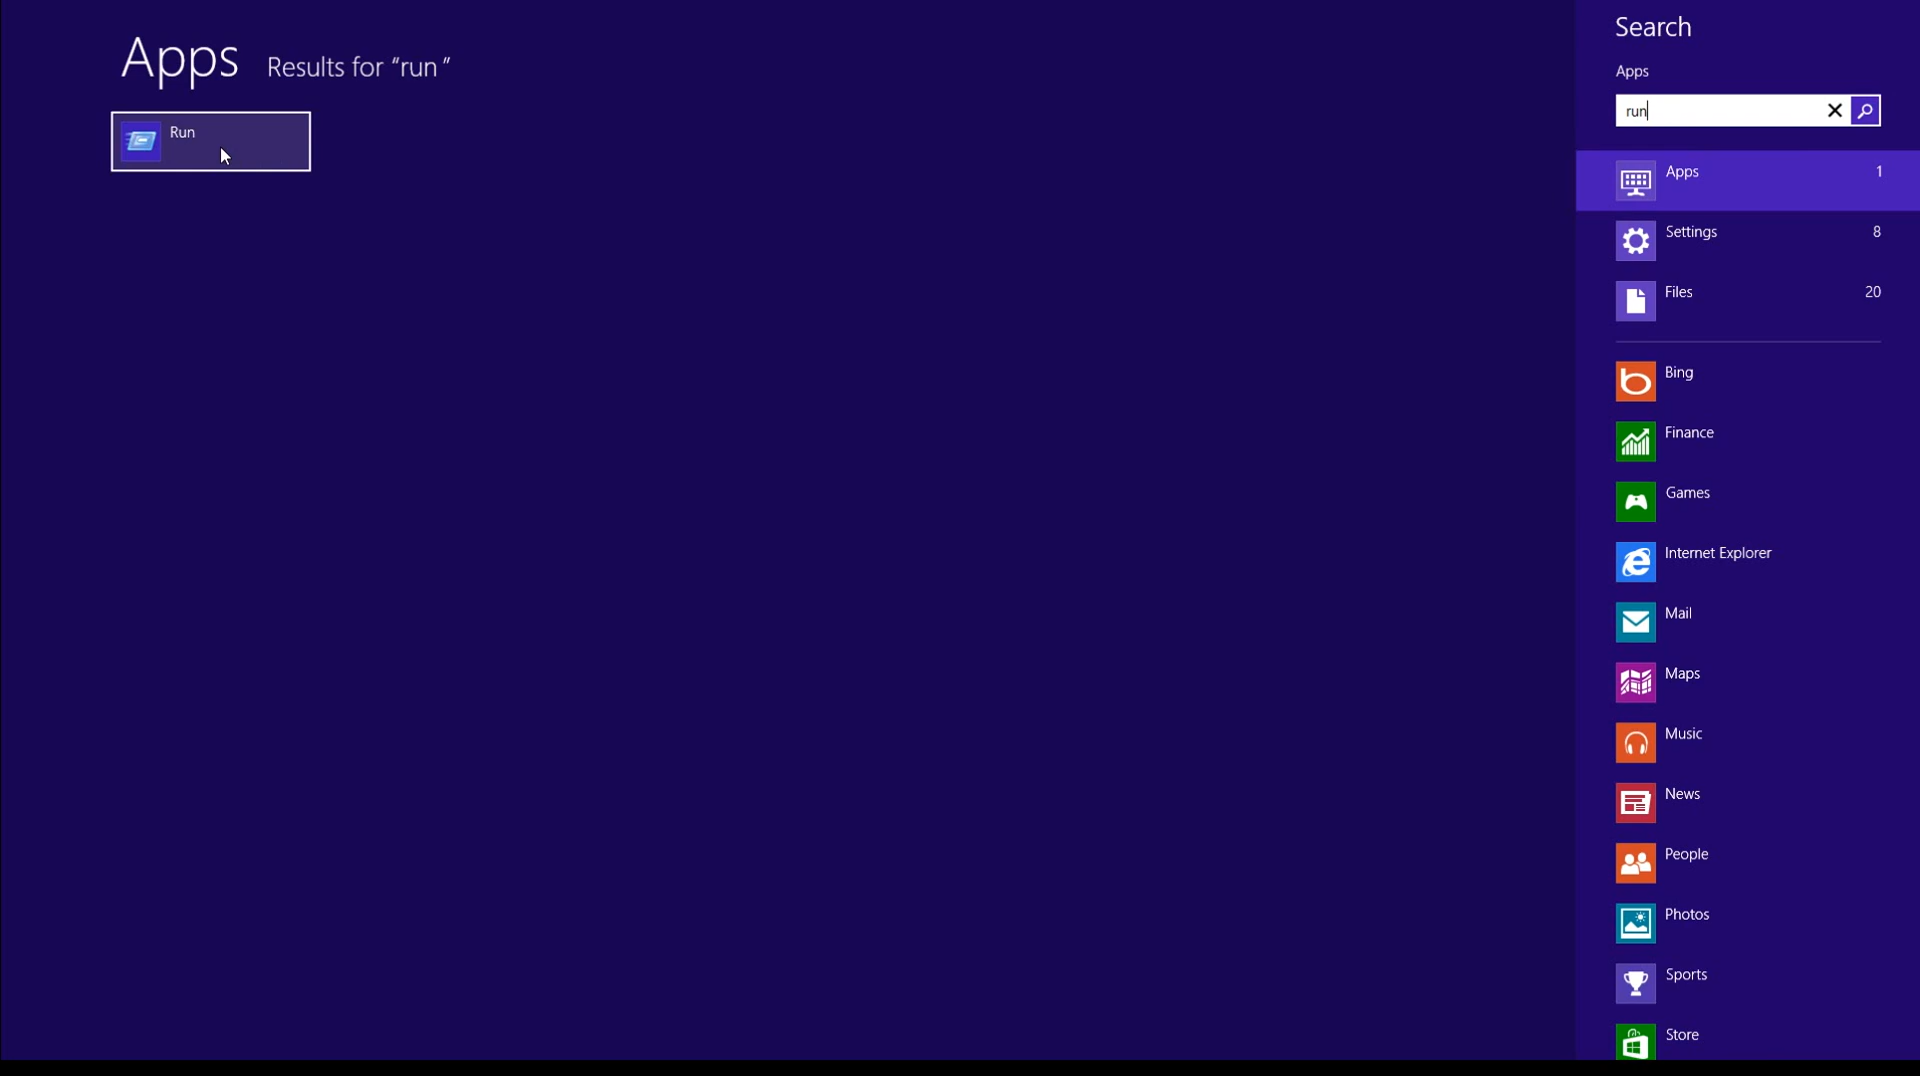 Apps Results for “run ”
Run
Search
Apps
run
Apps 1
Settings 8
Files 20
Bing
Finance
Games
Internet Explorer
Mail
Maps
Music
News
People
Photos
Sports
Store